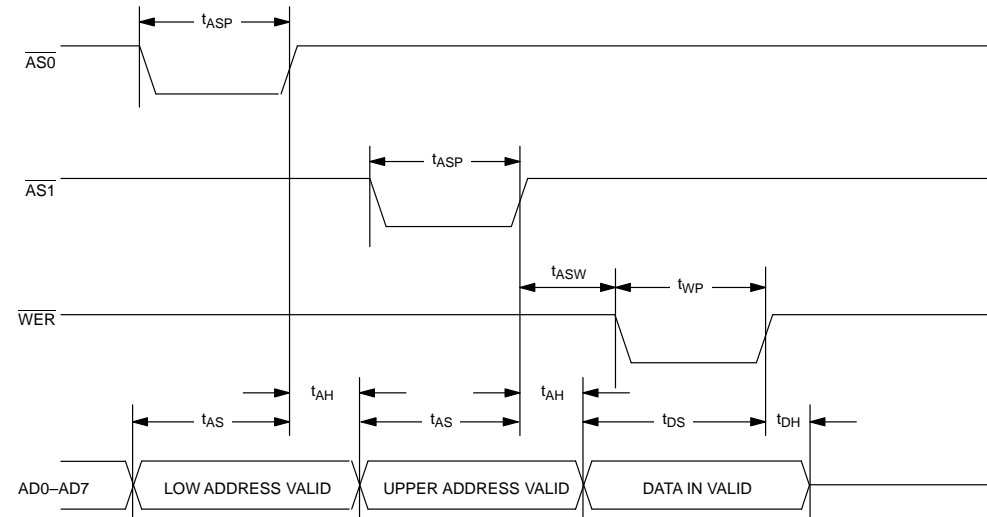 tASP
AS0
tASP
AS1
tASW
tWP
WER
tAH
tAH
tAS
tAS
tDS
tDH
AD0–AD7
LOW ADDRESS VALID
UPPER ADDRESS VALID
DATA IN VALID